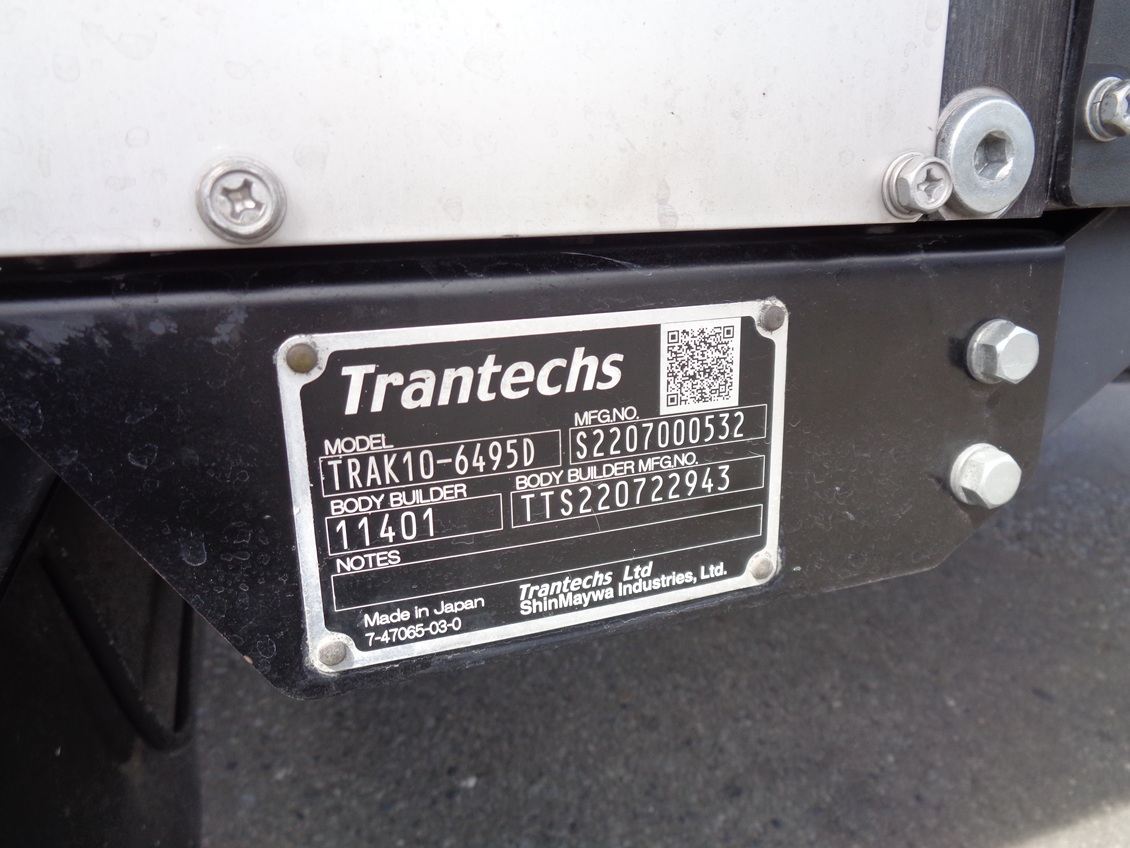 Trantechs
MODEL
TRAK10-6495D
MFG.NO.
S2207000532
BODY BUILDER
11401
BODY BUILDER MFG.NO.
TTS220722943
NOTES
Made in Japan
7-47065-03-0
Trantechs Ltd
ShinMaywa Industries, Ltd.